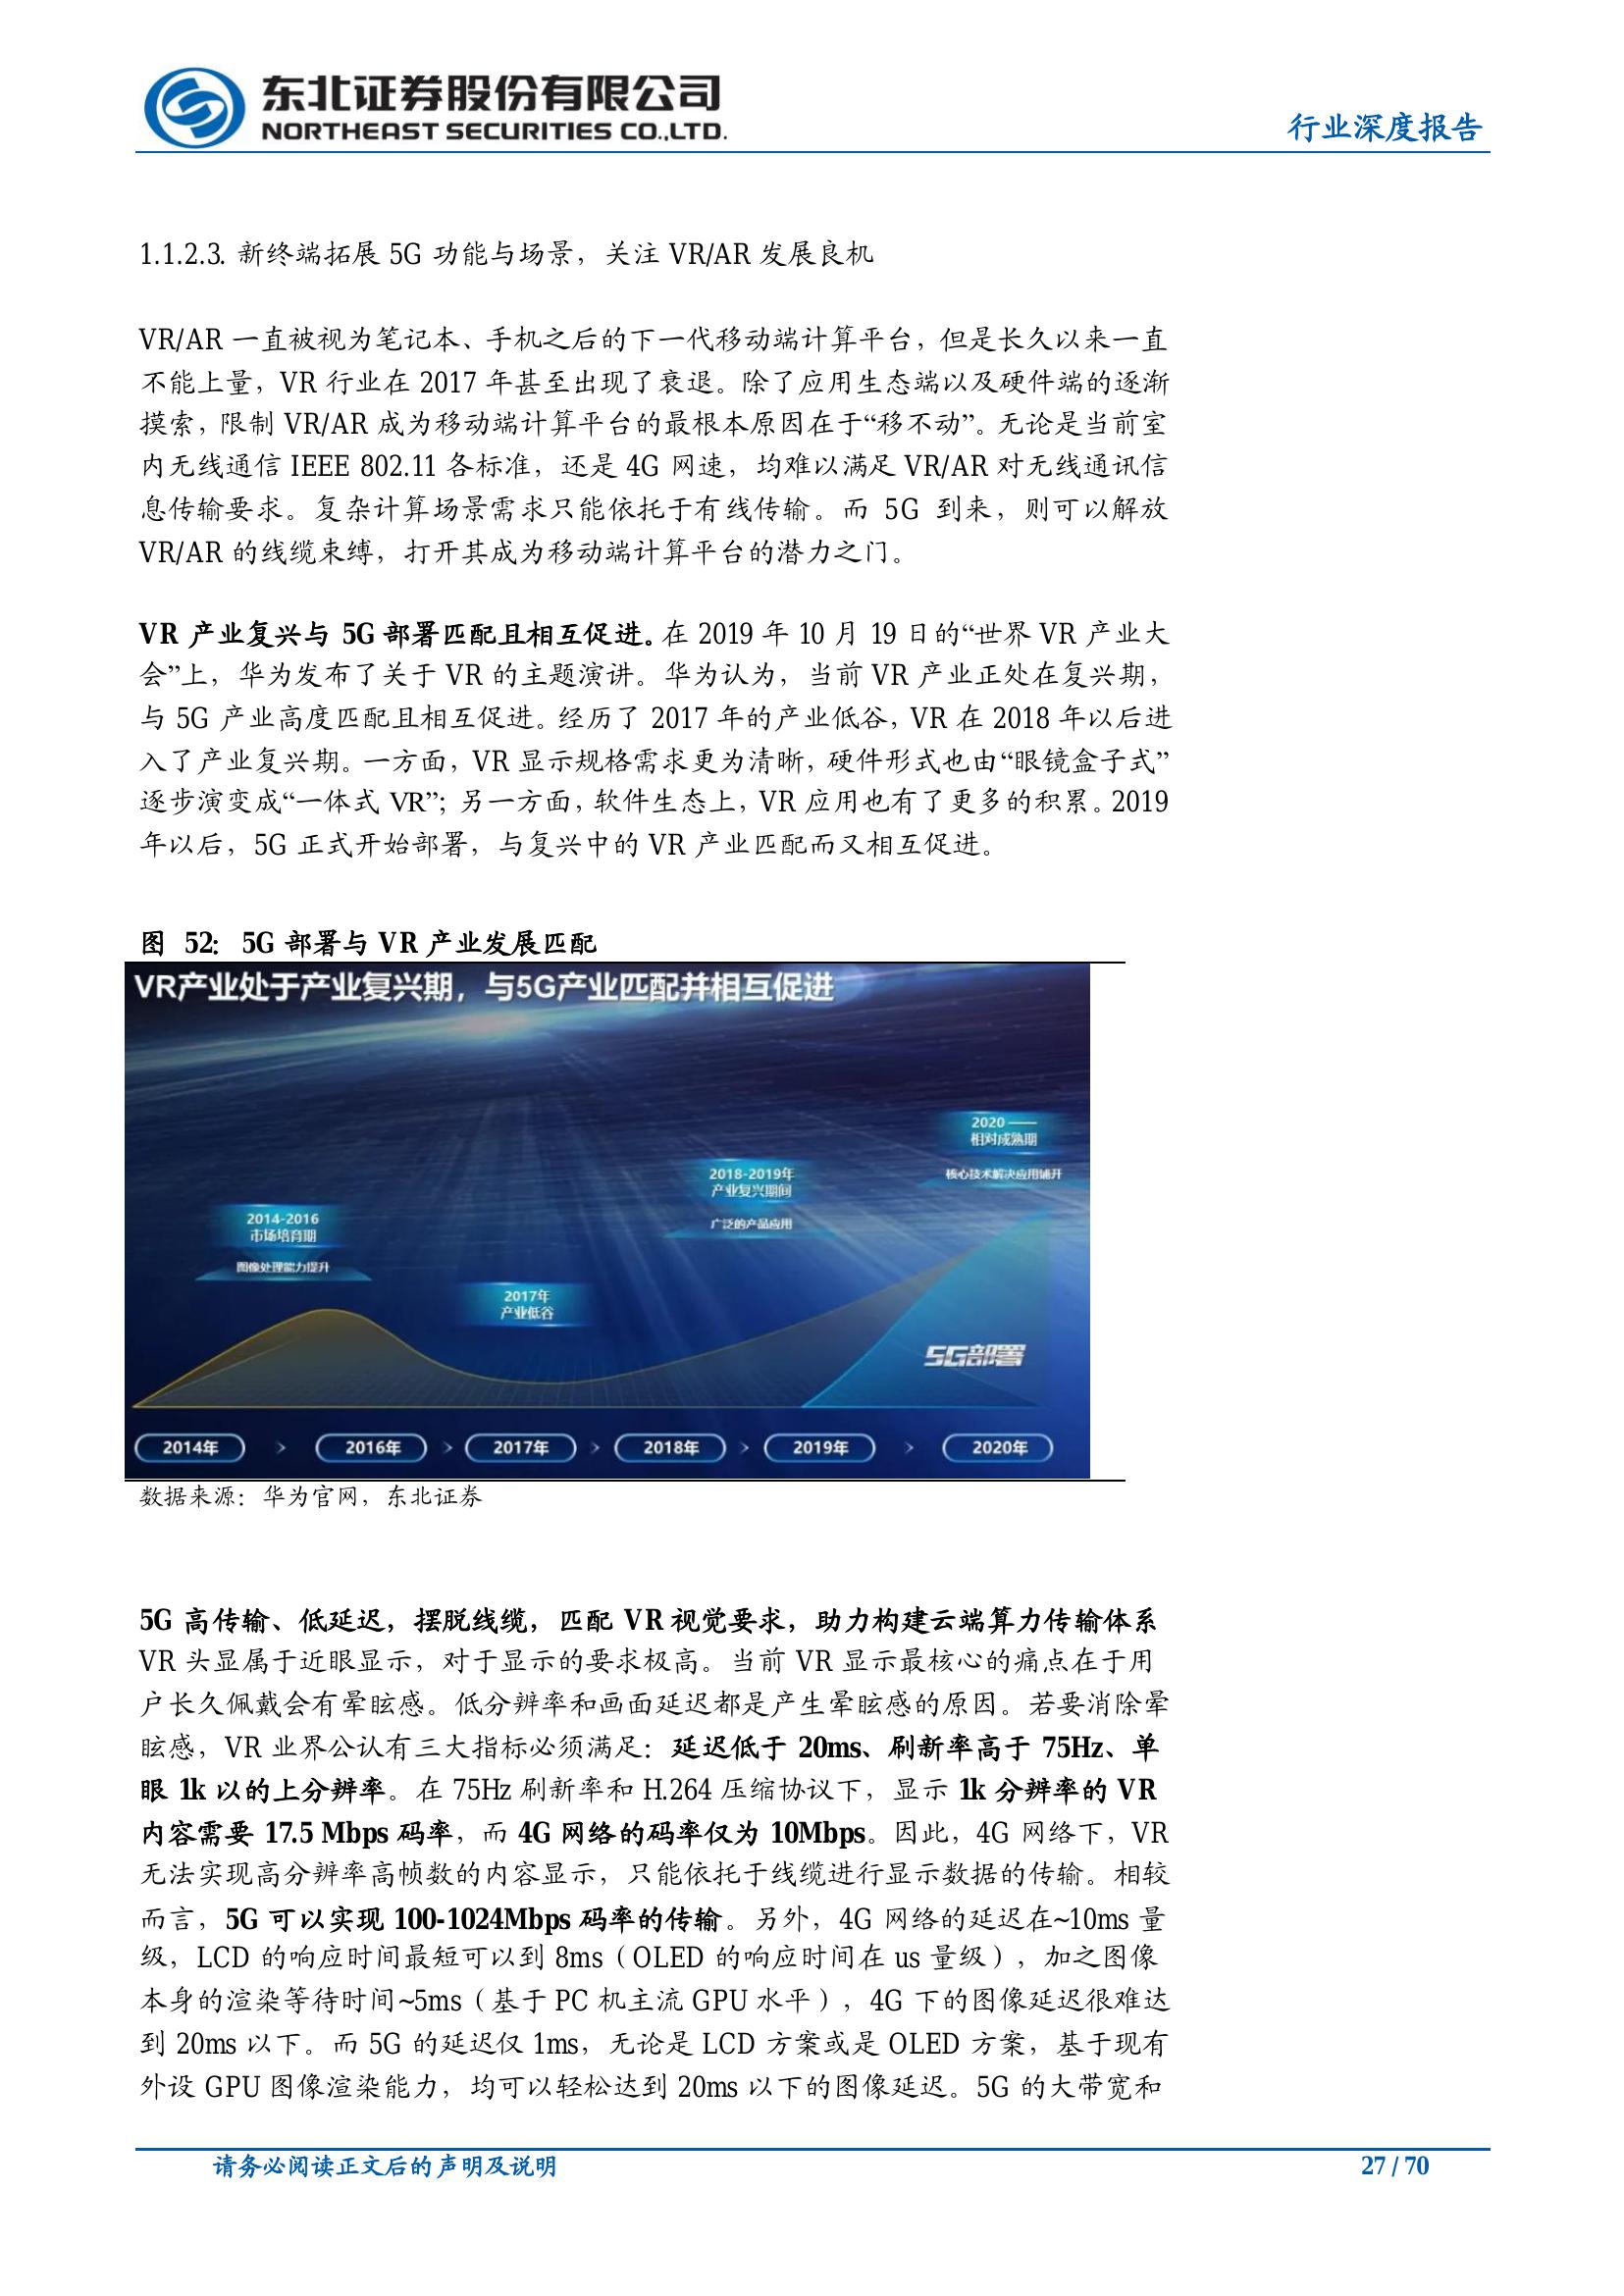 东北证券股份有限公司
NORTHEAST SECURITIES CO.,LTD.
行业深度报告
1.1.2.3. 新终端拓展 5G 功能与场景，关注 VR/AR 发展良机
VR/AR 一直被视为笔记本、手机之后的下一代移动端计算平台，但是长久以来一直
不能上量，VR 行业在 2017 年甚至出现了衰退。除了应用生态端以及硬件端的逐渐
摸索，限制 VR/AR 成为移动端计算平台的最根本原因在于“移不动”。无论是当前室
内无线通信 IEEE 802.11 各标准，还是 4G 网速，均难以满足 VR/AR 对无线通讯信
息传输要求。复杂计算场景需求只能依托于有线传输。而 5G 到来，则可以解放
VR/AR 的线缆束缚，打开其成为移动端计算平台的潜力之门。
VR 产业复兴与 5G 部署匹配且相互促进。在 2019 年 10 月 19 日的“世界 VR 产业大
会”上，华为发布了关于 VR 的主题演讲。华为认为，当前 VR 产业正处在复兴期，
与 5G 产业高度匹配且相互促进。经历了 2017 年的产业低谷，VR 在 2018 年以后进
入了产业复兴期。一方面，VR 显示规格需求更为清晰，硬件形式也由“眼镜盒子式”
逐步演变成“一体式 VR”；另一方面，软件生态上，VR 应用也有了更多的积累。2019
年以后，5G 正式开始部署，与复兴中的 VR 产业匹配而又相互促进。
图 52： 5G 部署与 VR 产业发展匹配
VR产业处于产业复兴期，与5G产业匹配并相互促进
2020 ——
相对成熟期
核心技术解决应用铺开
2018-2019年
产业复兴期间
广泛的产品应用
2014-2016
市场培育期
图像处理能力提升
2017年
产业低谷
5G部署
2014年 > 2016年 > 2017年 > 2018年 > 2019年 > 2020年
数据来源：华为官网，东北证券
5G 高传输、低延迟，摆脱线缆，匹配 VR 视觉要求，助力构建云端算力传输体系
VR 头显属于近眼显示，对于显示的要求极高。当前 VR 显示最核心的痛点在于用
户长久佩戴会有晕眩感。低分辨率和画面延迟都是产生晕眩感的原因。若要消除晕
眩感，VR 业界公认有三大指标必须满足：延迟低于 20ms、刷新率高于 75Hz、单
眼 1k 以的上分辨率。在 75Hz 刷新率和 H.264 压缩协议下，显示 1k 分辨率的 VR
内容需要 17.5 Mbps 码率，而 4G 网络的码率仅为 10Mbps。因此，4G 网络下，VR
无法实现高分辨率高帧数的内容显示，只能依托于线缆进行显示数据的传输。相较
而言，5G 可以实现 100-1024Mbps 码率的传输。另外，4G 网络的延迟在~10ms 量
级，LCD 的响应时间最短可以到 8ms（OLED 的响应时间在 us 量级），加之图像
本身的渲染等待时间~5ms（基于 PC 机主流 GPU 水平），4G 下的图像延迟很难达
到 20ms 以下。而 5G 的延迟仅 1ms，无论是 LCD 方案或是 OLED 方案，基于现有
外设 GPU 图像渲染能力，均可以轻松达到 20ms 以下的图像延迟。5G 的大带宽和
请务必阅读正文后的声明及说明
27 / 70